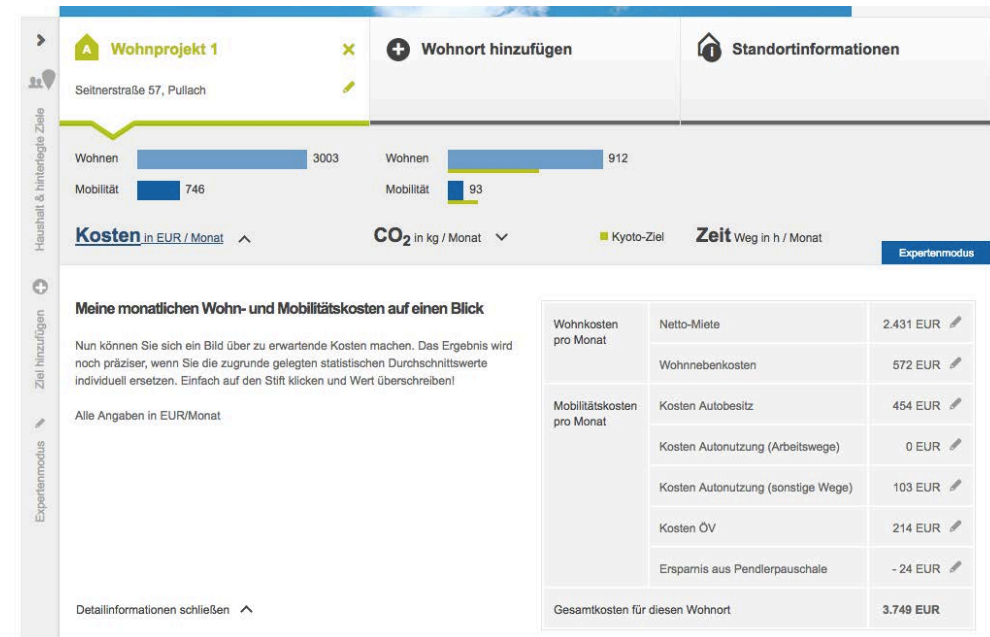 Wohnprojekt 1
Seitnerstraße 57, Pullach
Wohnort hinzufügen
Standortinformationen
Haushalt & hinterlegte Ziele
Ziel hinzufügen
Expertenmodus
Wohnen 3003
Mobilität 746
Wohnen 912
Mobilität 93
Kosten in EUR / Monat
CO2 in kg / Monat
Kyoto-Ziel
Zeit Weg in h / Monat
Expertenmodus
Meine monatlichen Wohn- und Mobilitätskosten auf einen Blick
Nun können Sie sich ein Bild über zu erwartende Kosten machen. Das Ergebnis wird
noch präziser, wenn Sie die zugrunde gelegten statistischen Durchschnittswerte
individuell ersetzen. Einfach auf den Stift klicken und Wert überschreiben!
Alle Angaben in EUR/Monat
Detailinformationen schließen
Wohnkosten
pro Monat
Netto-Miete 2.431 EUR
Wohnnebenkosten 572 EUR
Mobilitätskosten
pro Monat
Kosten Autobesitz 454 EUR
Kosten Autonutzung (Arbeitswege) 0 EUR
Kosten Autonutzung (sonstige Wege) 103 EUR
Kosten ÖV 214 EUR
Ersparnis aus Pendlerpauschale - 24 EUR
Gesamtkosten für diesen Wohnort 3.749 EUR